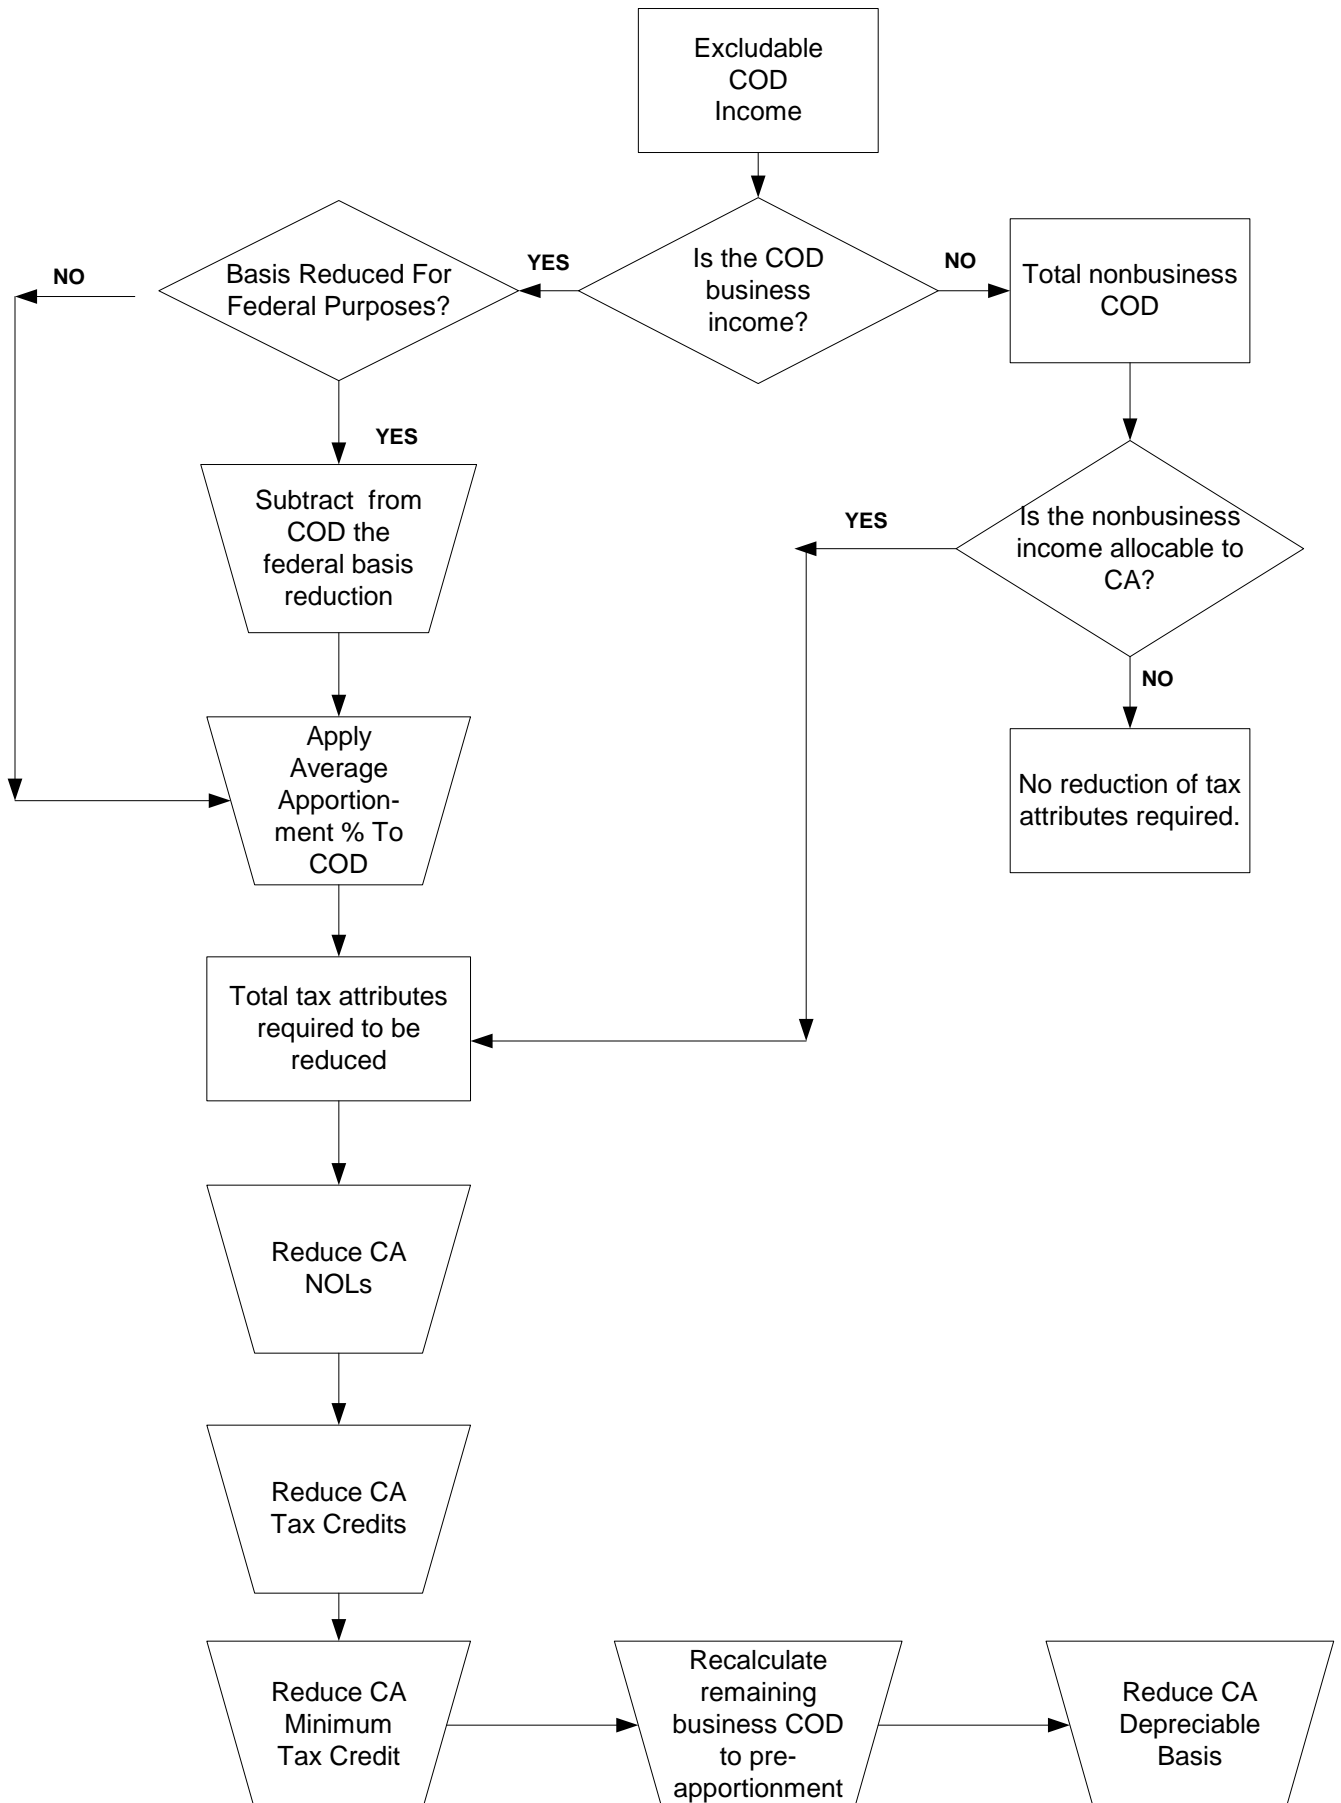 Excludable
COD
Income
Is the COD
business
income?
YES
NO
Basis Reduced For
Federal Purposes?
NO
YES
Total nonbusiness
COD
Subtract from
COD the
federal basis
reduction
Is the nonbusiness
income allocable to
CA?
YES
NO
No reduction of tax
attributes required.
Apply
Average
Apportion-
ment % To
COD
Total tax attributes
required to be
reduced
Reduce CA
NOLs
Reduce CA
Tax Credits
Reduce CA
Minimum
Tax Credit
Recalculate
remaining
business COD
to pre-
apportionment
Reduce CA
Depreciable
Basis